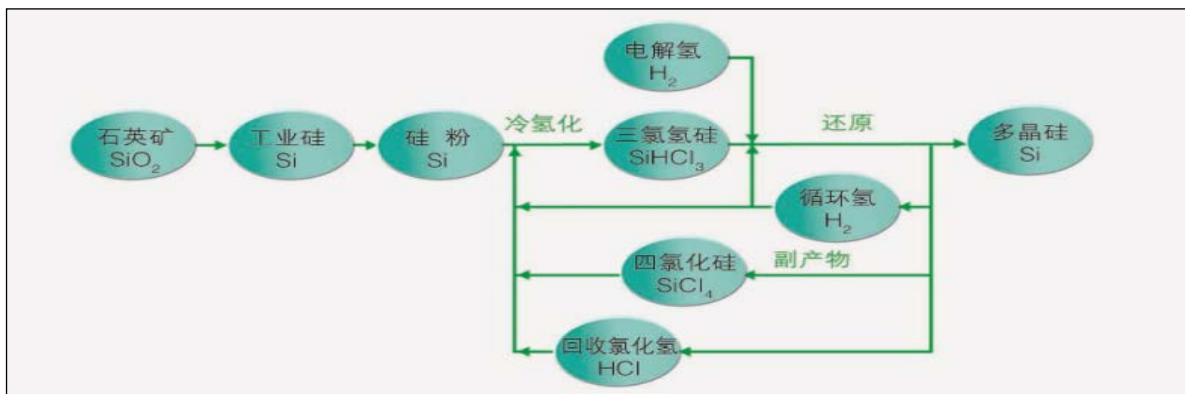 电解氢
H₂
石英矿
SiO₂
工业硅
Si
硅 粉
Si
冷氢化
三氯氢硅
SiHCl₃
还原
多晶硅
Si
循环氢
H₂
四氯化硅
SiCl₄
副产物
回收氯化氢
HCl